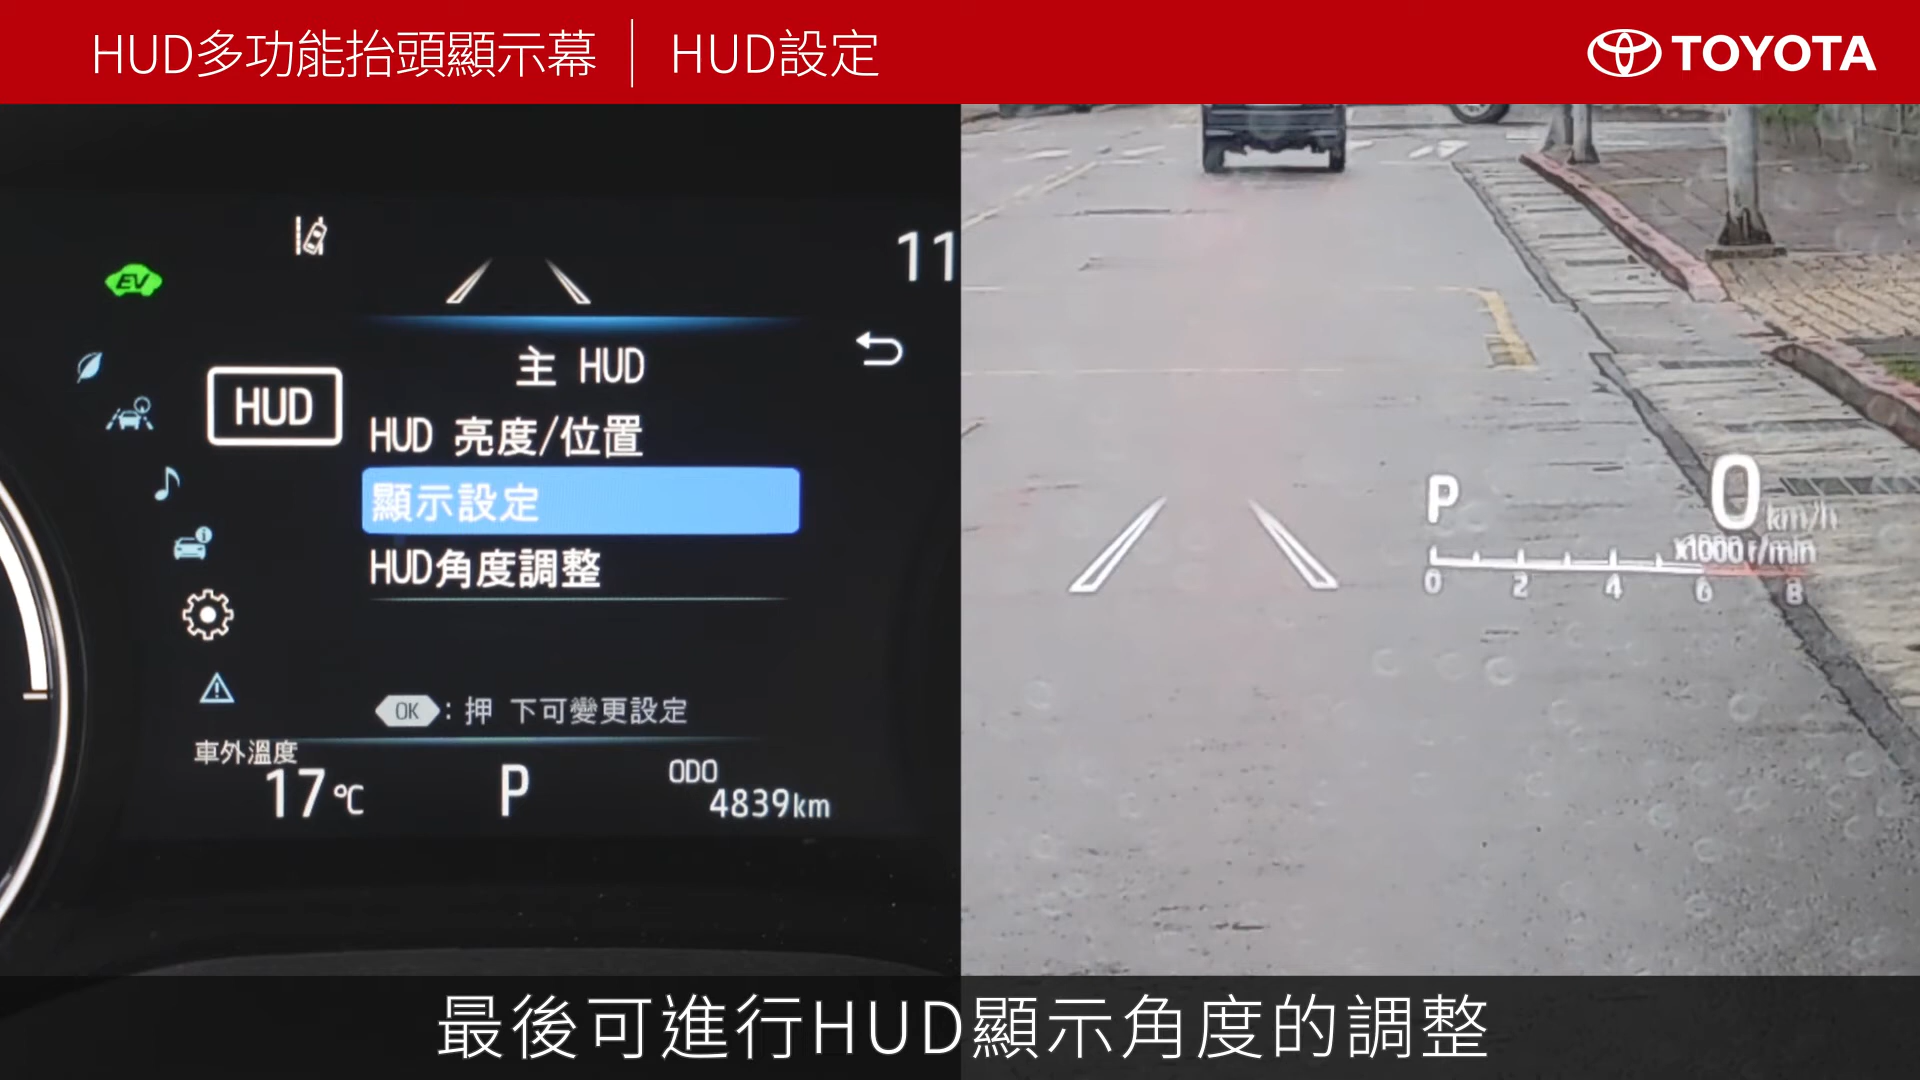 HUD多功能抬頭顯示幕 HUD設定
TOYOTA
11
EV
主 HUD
HUD
HUD 亮度/位置
顯示設定
HUD角度調整
OK : 押 下可變更設定
車外溫度
17℃
P
ODO
4839km
P
0 km/h
x1000 r/min
0 2 4 6 8
最後可進行HUD顯示角度的調整